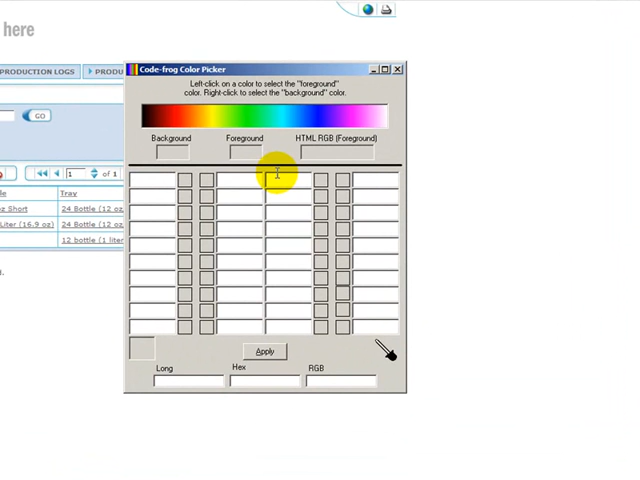 here
PRODUCTION LOGS
PRODU
GO
1 of 1
Tray
oz Short
24 Bottle (12 oz.
Liter (16.9 oz)
24 Bottle (12 oz.
12 bottle (1 liter
Code-frog Color Picker
Left-click on a color to select the "foreground"
color. Right-click to select the "background" color.
Background
Foreground
HTML RGB (Foreground)
Apply
Long
Hex
RGB